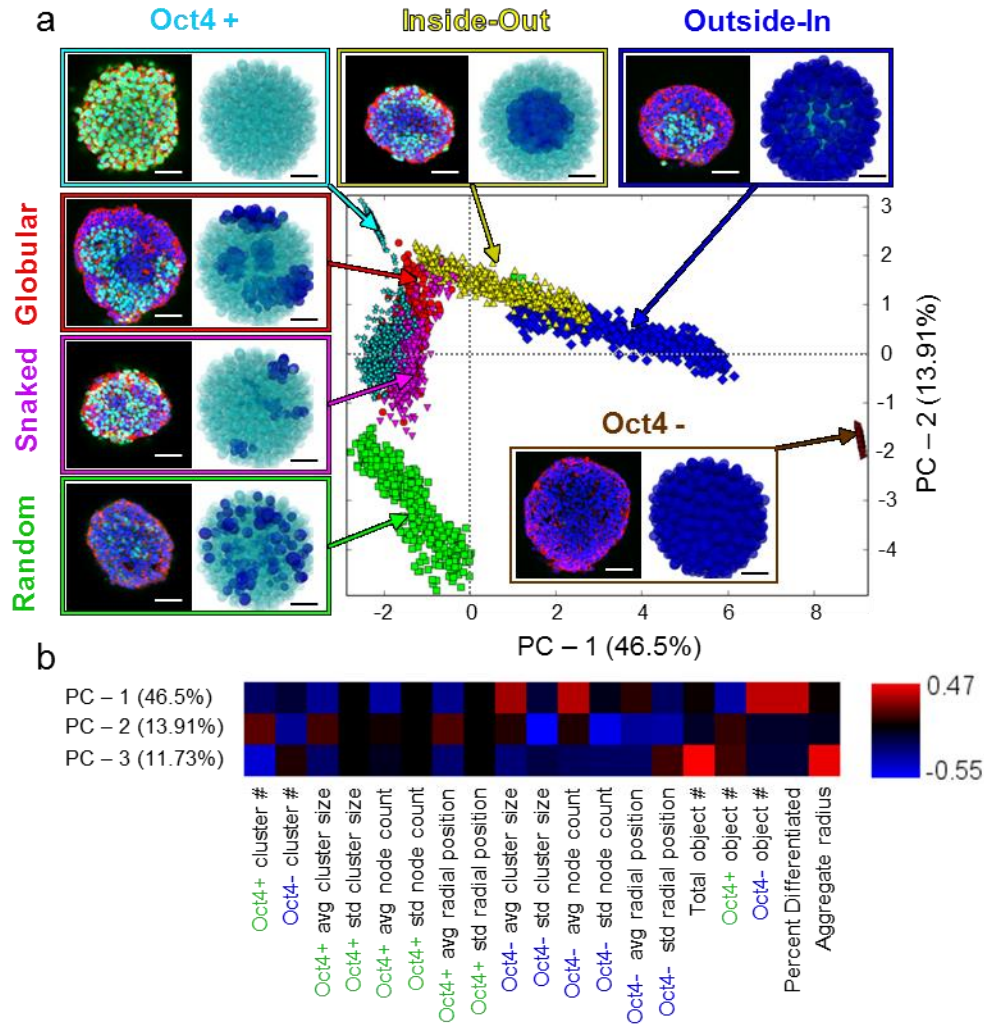 a
Oct4 +
Inside-Out
Outside-In
Globular
Snaked
Random
Oct4 -
3
2
1
0
-1
-2
-3
-4
-2
0
2
4
6
8
PC – 2 (13.91%)
PC – 1 (46.5%)
b
PC – 1 (46.5%)
PC – 2 (13.91%)
PC – 3 (11.73%)
0.47
-0.55
Oct4+ cluster #
Oct4- cluster #
Oct4+ avg cluster size
Oct4+ std cluster size
Oct4+ avg node count
Oct4+ std node count
Oct4+ avg radial position
Oct4+ std radial position
Oct4- avg cluster size
Oct4- std cluster size
Oct4- avg node count
Oct4- std node count
Oct4- avg radial position
Oct4- std radial position
Total object #
Oct4+ object #
Oct4- object #
Percent Differentiated
Aggregate radius